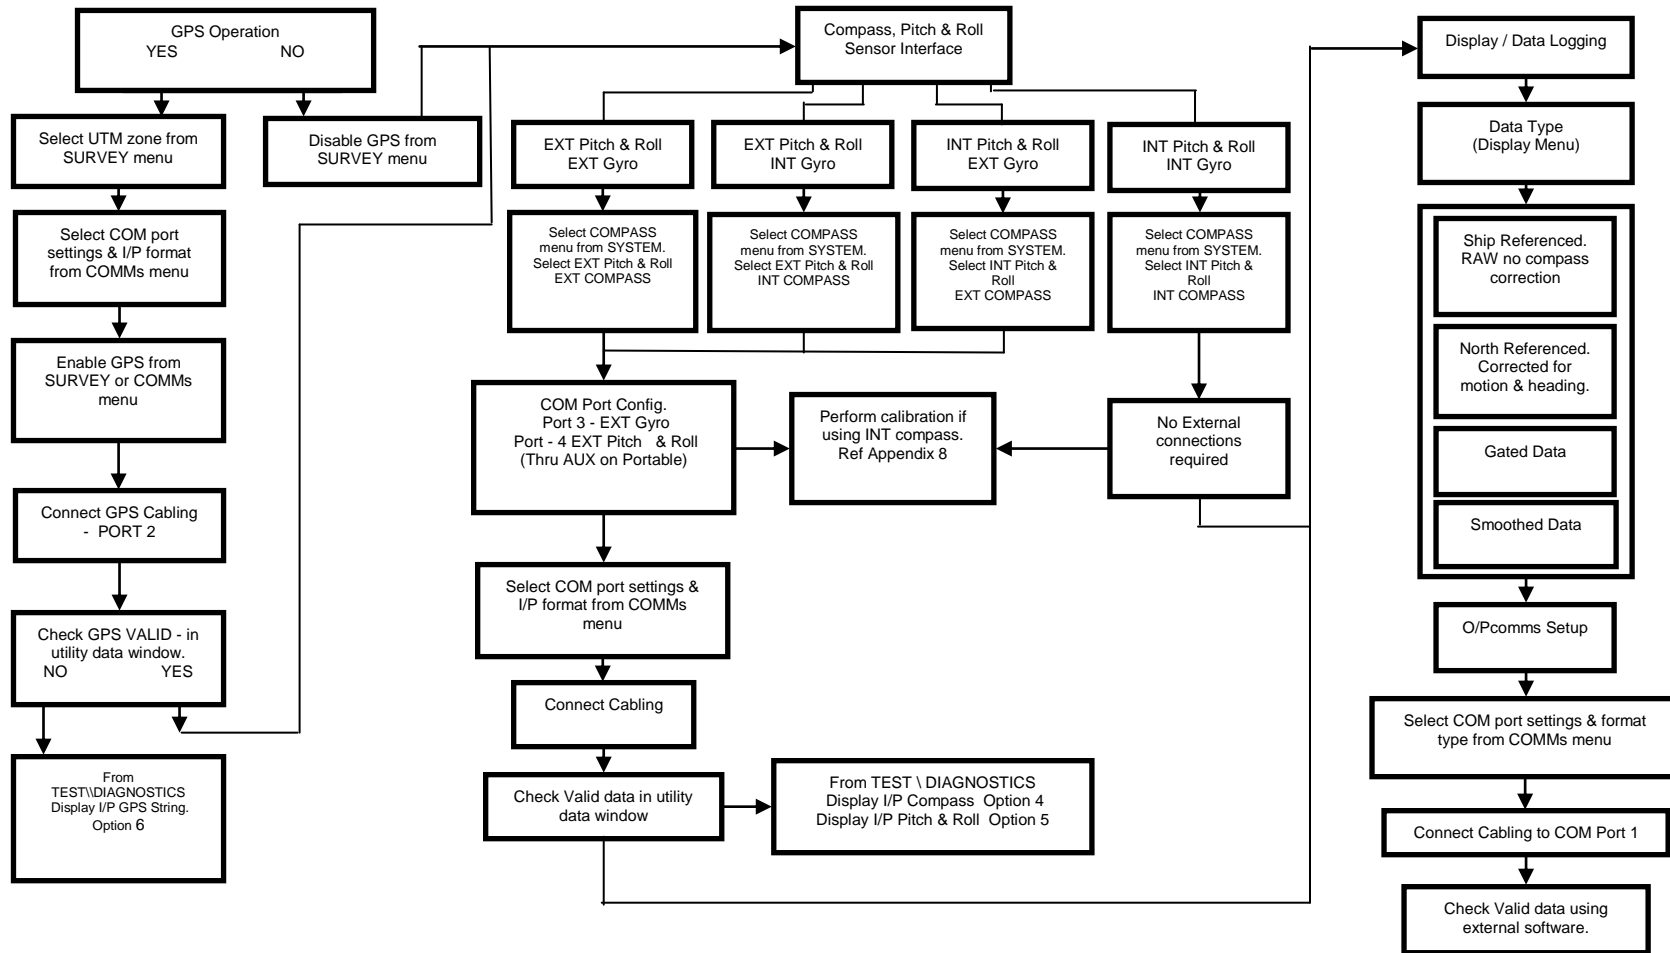 GPS Operation
YES NO
Select UTM zone from
SURVEY menu
Disable GPS from
SURVEY menu
Select COM port
settings & I/P format
from COMMs menu
Enable GPS from
SURVEY or COMMs
menu
Connect GPS Cabling
- PORT 2
Check GPS VALID - in
utility data window.
NO YES
From
TEST\\DIAGNOSTICS
Display I/P GPS String.
Option 6
Compass, Pitch & Roll
Sensor Interface
EXT Pitch & Roll
EXT Gyro
EXT Pitch & Roll
INT Gyro
INT Pitch & Roll
EXT Gyro
INT Pitch & Roll
INT Gyro
Select COMPASS
menu from SYSTEM.
Select EXT Pitch & Roll
EXT COMPASS
Select COMPASS
menu from SYSTEM.
Select EXT Pitch & Roll
INT COMPASS
Select COMPASS
menu from SYSTEM.
Select INT Pitch &
Roll
EXT COMPASS
Select COMPASS
menu from SYSTEM.
Select INT Pitch &
Roll
INT COMPASS
COM Port Config.
Port 3 - EXT Gyro
Port - 4 EXT Pitch & Roll
(Thru AUX on Portable)
Perform calibration if
using INT compass.
Ref Appendix 8
No External
connections
required
Select COM port settings &
I/P format from COMMs
menu
Connect Cabling
Check Valid data in utility
data window
From TEST \ DIAGNOSTICS
Display I/P Compass Option 4
Display I/P Pitch & Roll Option 5
Display / Data Logging
Data Type
(Display Menu)
Ship Referenced.
RAW no compass
correction
North Referenced.
Corrected for
motion & heading.
Gated Data
Smoothed Data
O/Pcomms Setup
Select COM port settings & format
type from COMMs menu
Connect Cabling to COM Port 1
Check Valid data using
external software.